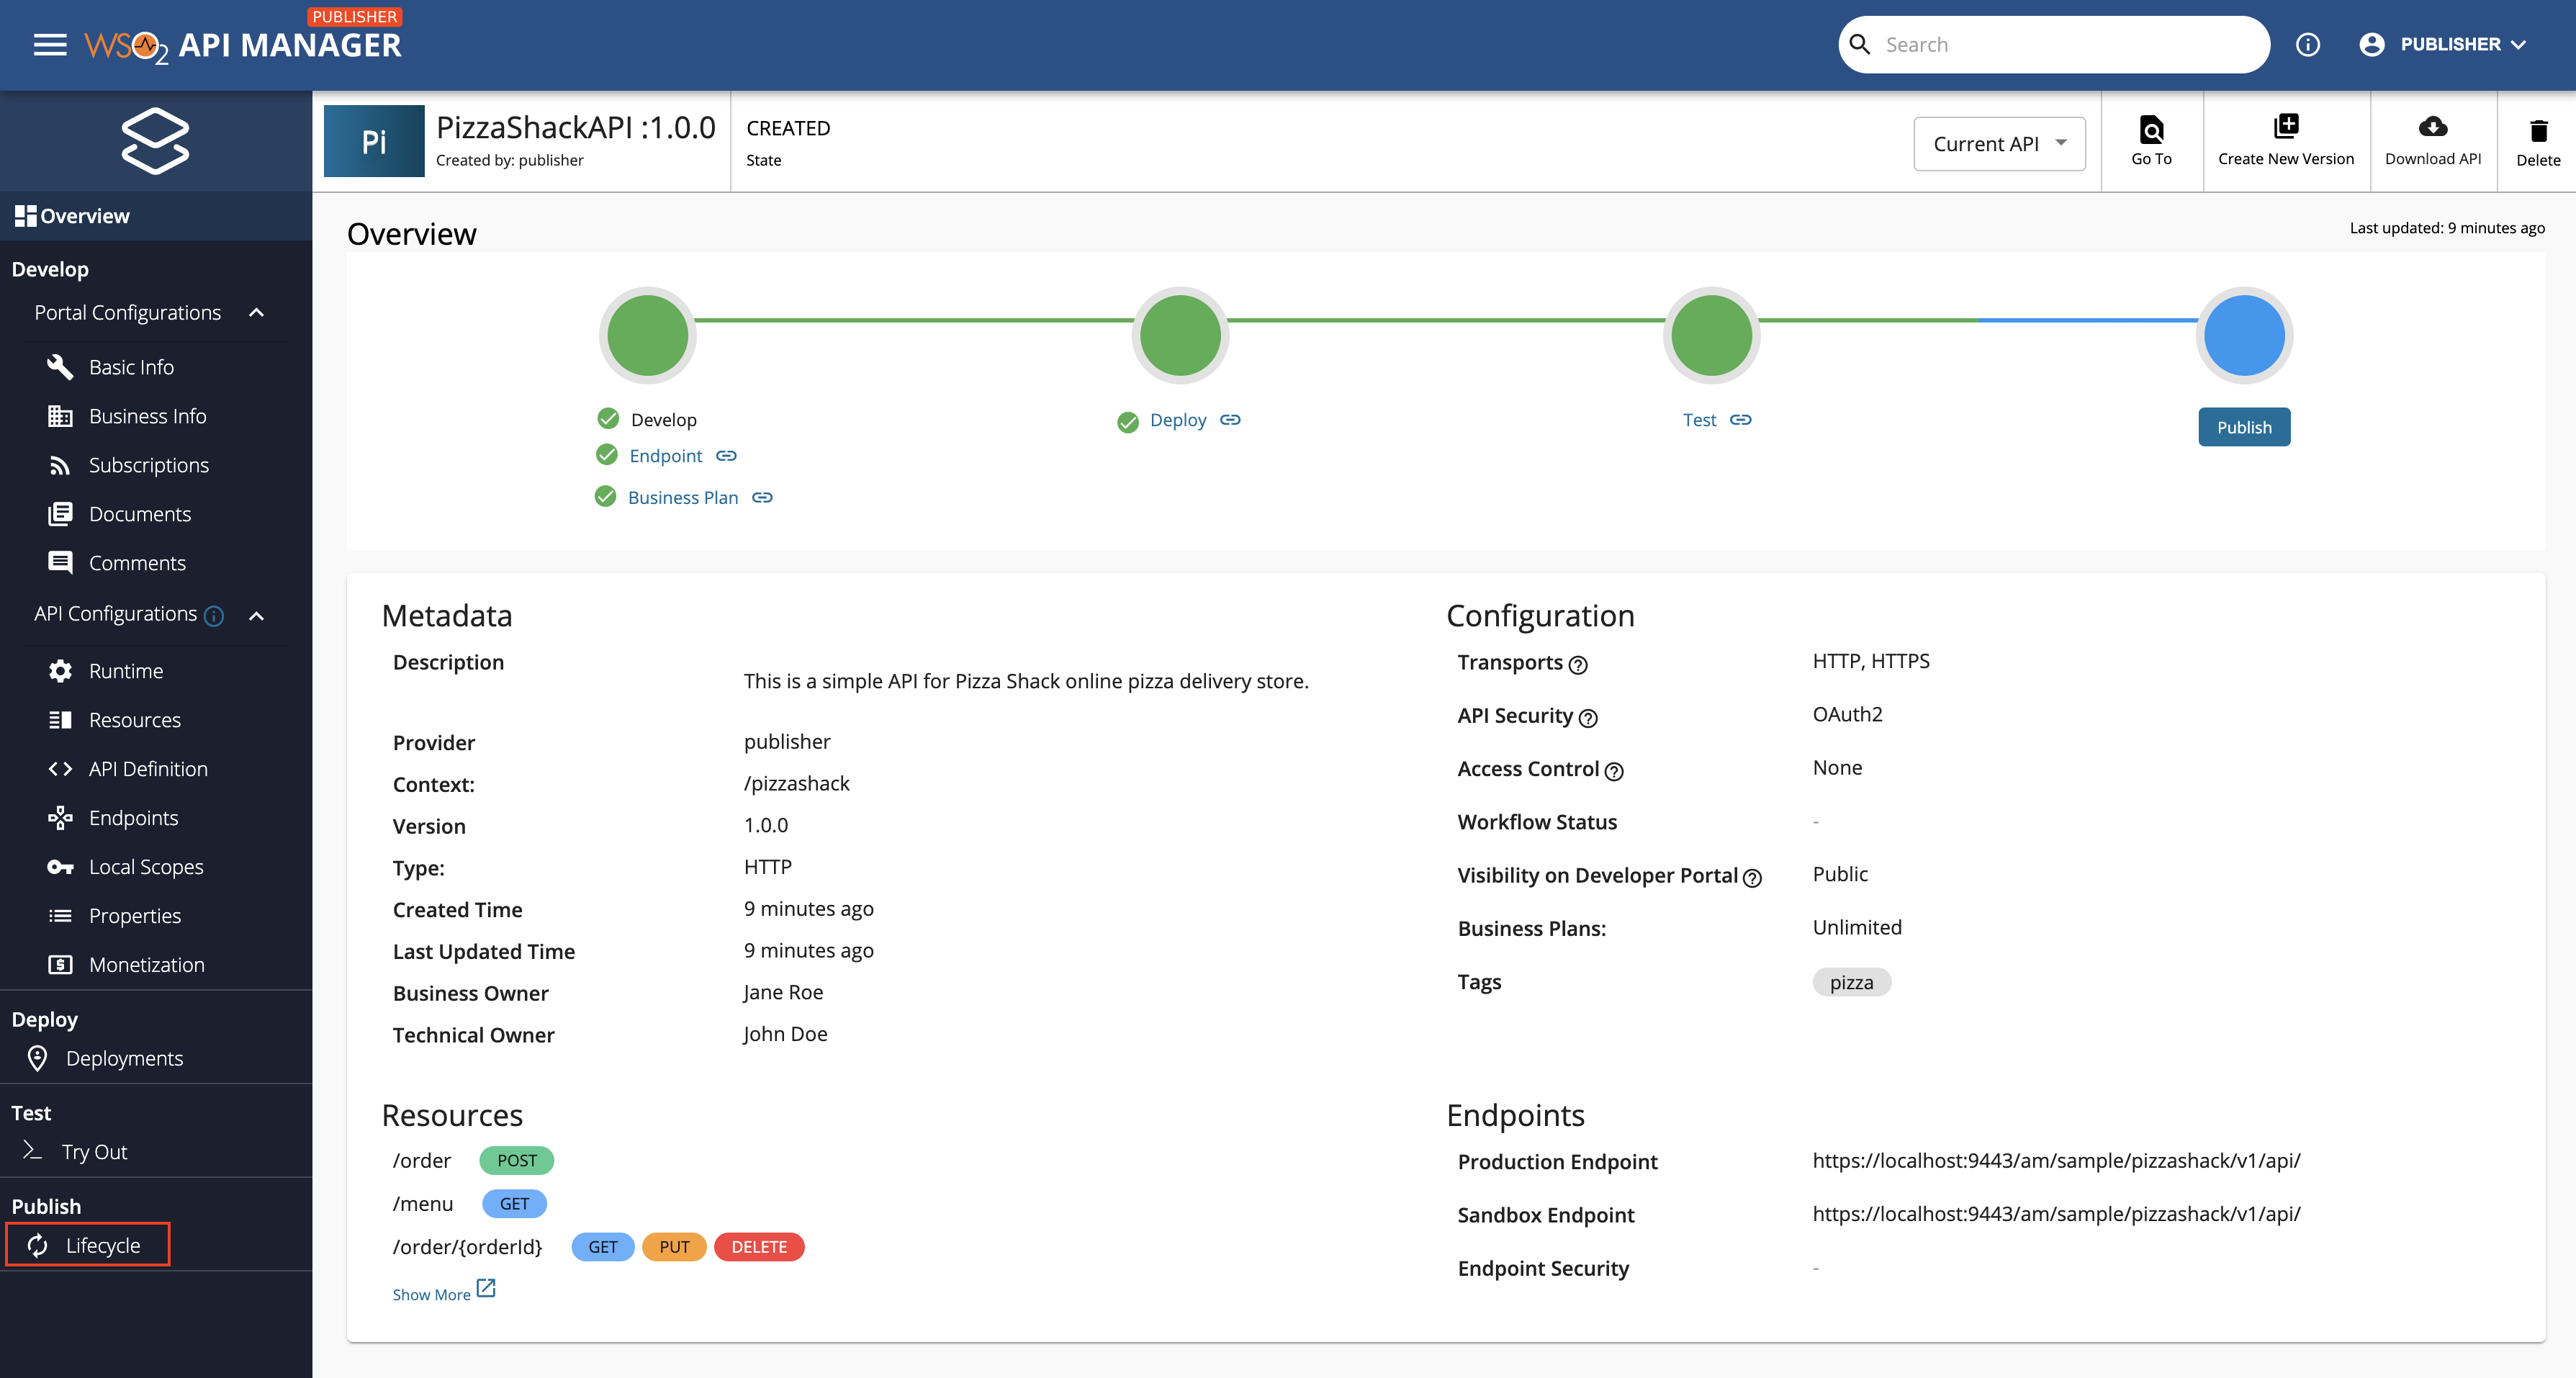 PUBLISHER
WSO2 API MANAGER
Search
PUBLISHER
Pi
PizzaShackAPI :1.0.0
Created by: publisher
CREATED
State
Current API
Go To
Create New Version
Download API
Delete
Overview
Develop
Portal Configurations
Basic Info
Business Info
Subscriptions
Documents
Comments
API Configurations
Runtime
Resources
API Definition
Endpoints
Local Scopes
Properties
Monetization
Deploy
Deployments
Test
Try Out
Publish
Lifecycle
Overview
Last updated: 9 minutes ago
Develop
Endpoint
Business Plan
Deploy
Test
Publish
Metadata
Description
This is a simple API for Pizza Shack online pizza delivery store.
Provider publisher
Context: /pizzashack
Version 1.0.0
Type: HTTP
Created Time 9 minutes ago
Last Updated Time 9 minutes ago
Business Owner Jane Roe
Technical Owner John Doe
Configuration
Transports HTTP, HTTPS
API Security OAuth2
Access Control None
Workflow Status -
Visibility on Developer Portal Public
Business Plans: Unlimited
Tags pizza
Resources
/order POST
/menu GET
/order/{orderId} GET PUT DELETE
Show More
Endpoints
Production Endpoint https://localhost:9443/am/sample/pizzashack/v1/api/
Sandbox Endpoint https://localhost:9443/am/sample/pizzashack/v1/api/
Endpoint Security -